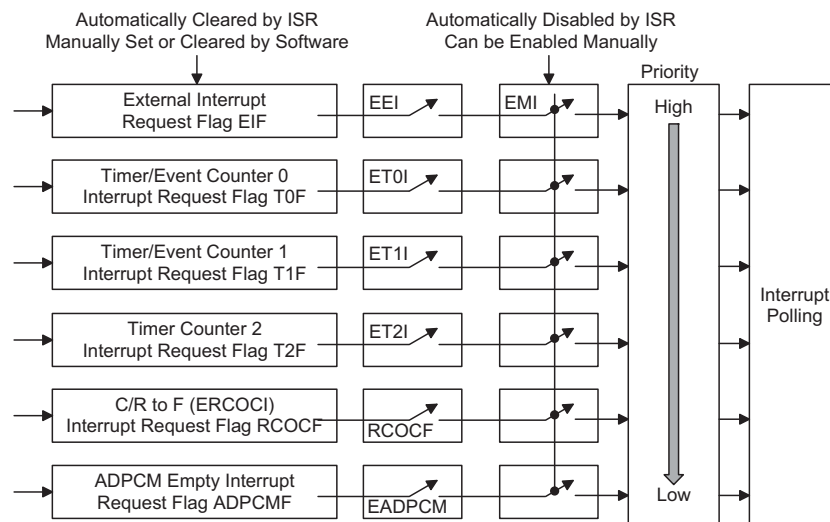 Automatically Cleared by ISR
Manually Set or Cleared by Software
Automatically Disabled by ISR
Can be Enabled Manually
Priority
External Interrupt
Request Flag EIF
EEI
EMI
High
Timer/Event Counter 0
Interrupt Request Flag T0F
ET0I
Timer/Event Counter 1
Interrupt Request Flag T1F
ET1I
Interrupt
Polling
Timer Counter 2
Interrupt Request Flag T2F
ET2I
C/R to F (ERCOCI)
Interrupt Request Flag RCOCF
RCOCF
ADPCM Empty Interrupt
Request Flag ADPCMF
EADPCM
Low